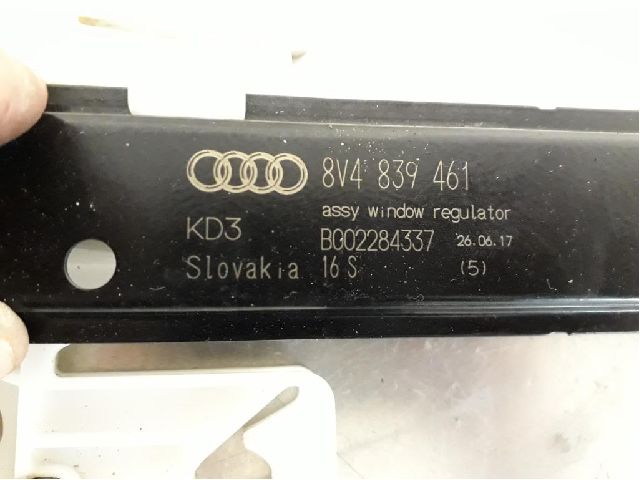 8V4 839 461
assy window regulator
KD3 BG02284337 26.06.17
Slovakia 16 S (5)